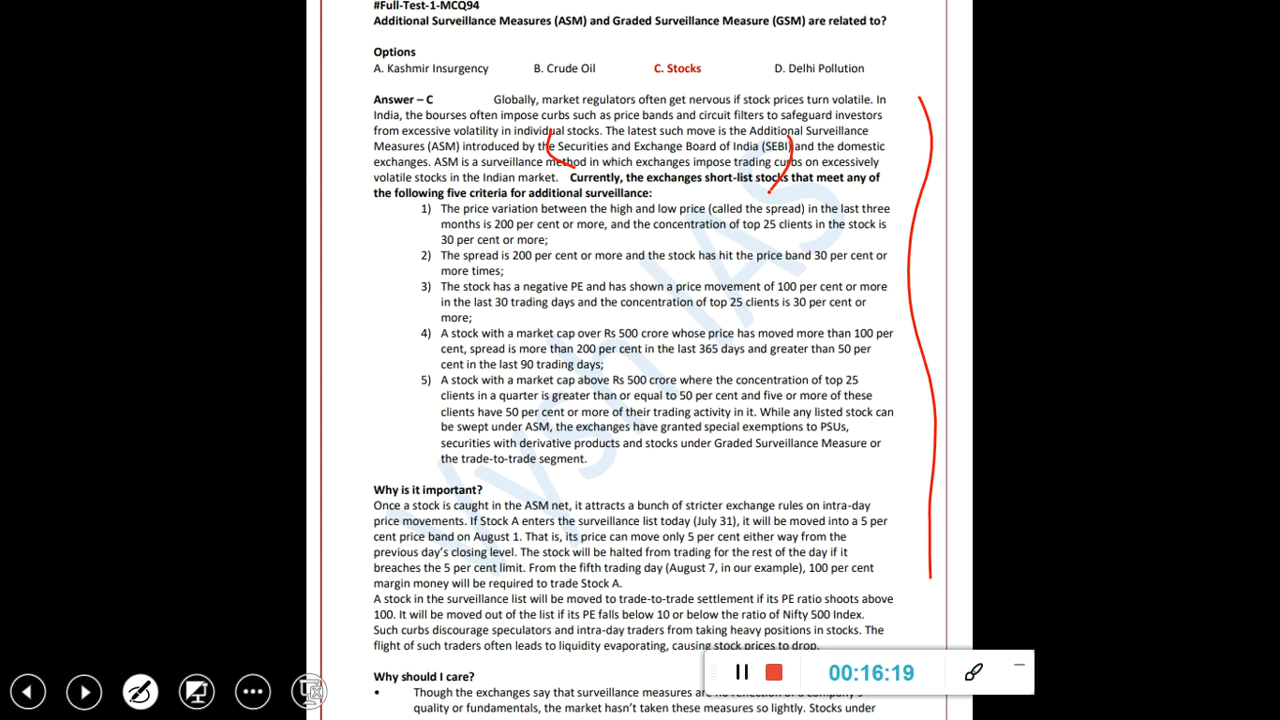 #Full-Test-1-MCQ94
Additional Surveillance Measures (ASM) and Graded Surveillance Measure (GSM) are related to?
Options
A. Kashmir Insurgency B. Crude Oil C. Stocks D. Delhi Pollution
Answer – C Globally, market regulators often get nervous if stock prices turn volatile. In
India, the bourses often impose curbs such as price bands and circuit filters to safeguard investors
from excessive volatility in individual stocks. The latest such move is the Additional Surveillance
Measures (ASM) introduced by the Securities and Exchange Board of India (SEBI) and the domestic
exchanges. ASM is a surveillance method in which exchanges impose trading curbs on excessively
volatile stocks in the Indian market. Currently, the exchanges short-list stocks that meet any of
the following five criteria for additional surveillance:
1) The price variation between the high and low price (called the spread) in the last three
months is 200 per cent or more, and the concentration of top 25 clients in the stock is
30 per cent or more;
2) The spread is 200 per cent or more and the stock has hit the price band 30 per cent or
more times;
3) The stock has a negative PE and has shown a price movement of 100 per cent or more
in the last 30 trading days and the concentration of top 25 clients is 30 per cent or
more;
4) A stock with a market cap over Rs 500 crore whose price has moved more than 100 per
cent, spread is more than 200 per cent in the last 365 days and greater than 50 per
cent in the last 90 trading days;
5) A stock with a market cap above Rs 500 crore where the concentration of top 25
clients in a quarter is greater than or equal to 50 per cent and five or more of these
clients have 50 per cent or more of their trading activity in it. While any listed stock can
be swept under ASM, the exchanges have granted special exemptions to PSUs,
securities with derivative products and stocks under Graded Surveillance Measure or
the trade-to-trade segment.
Why is it important?
Once a stock is caught in the ASM net, it attracts a bunch of stricter exchange rules on intra-day
price movements. If Stock A enters the surveillance list today (July 31), it will be moved into a 5 per
cent price band on August 1. That is, its price can move only 5 per cent either way from the
previous day's closing level. The stock will be halted from trading for the rest of the day if it
breaches the 5 per cent limit. From the fifth trading day (August 7, in our example), 100 per cent
margin money will be required to trade Stock A.
A stock in the surveillance list will be moved to trade-to-trade settlement if its PE ratio shoots above
100. It will be moved out of the list if its PE falls below 10 or below the ratio of Nifty 500 Index.
Such curbs discourage speculators and intra-day traders from taking heavy positions in stocks. The
flight of such traders often leads to liquidity evaporating, causing stock prices to drop.
Why should I care?
• Though the exchanges say that surveillance measures
quality or fundamentals, the market hasn't taken these measures so lightly. Stocks under
Vysh IAS
00:16:19